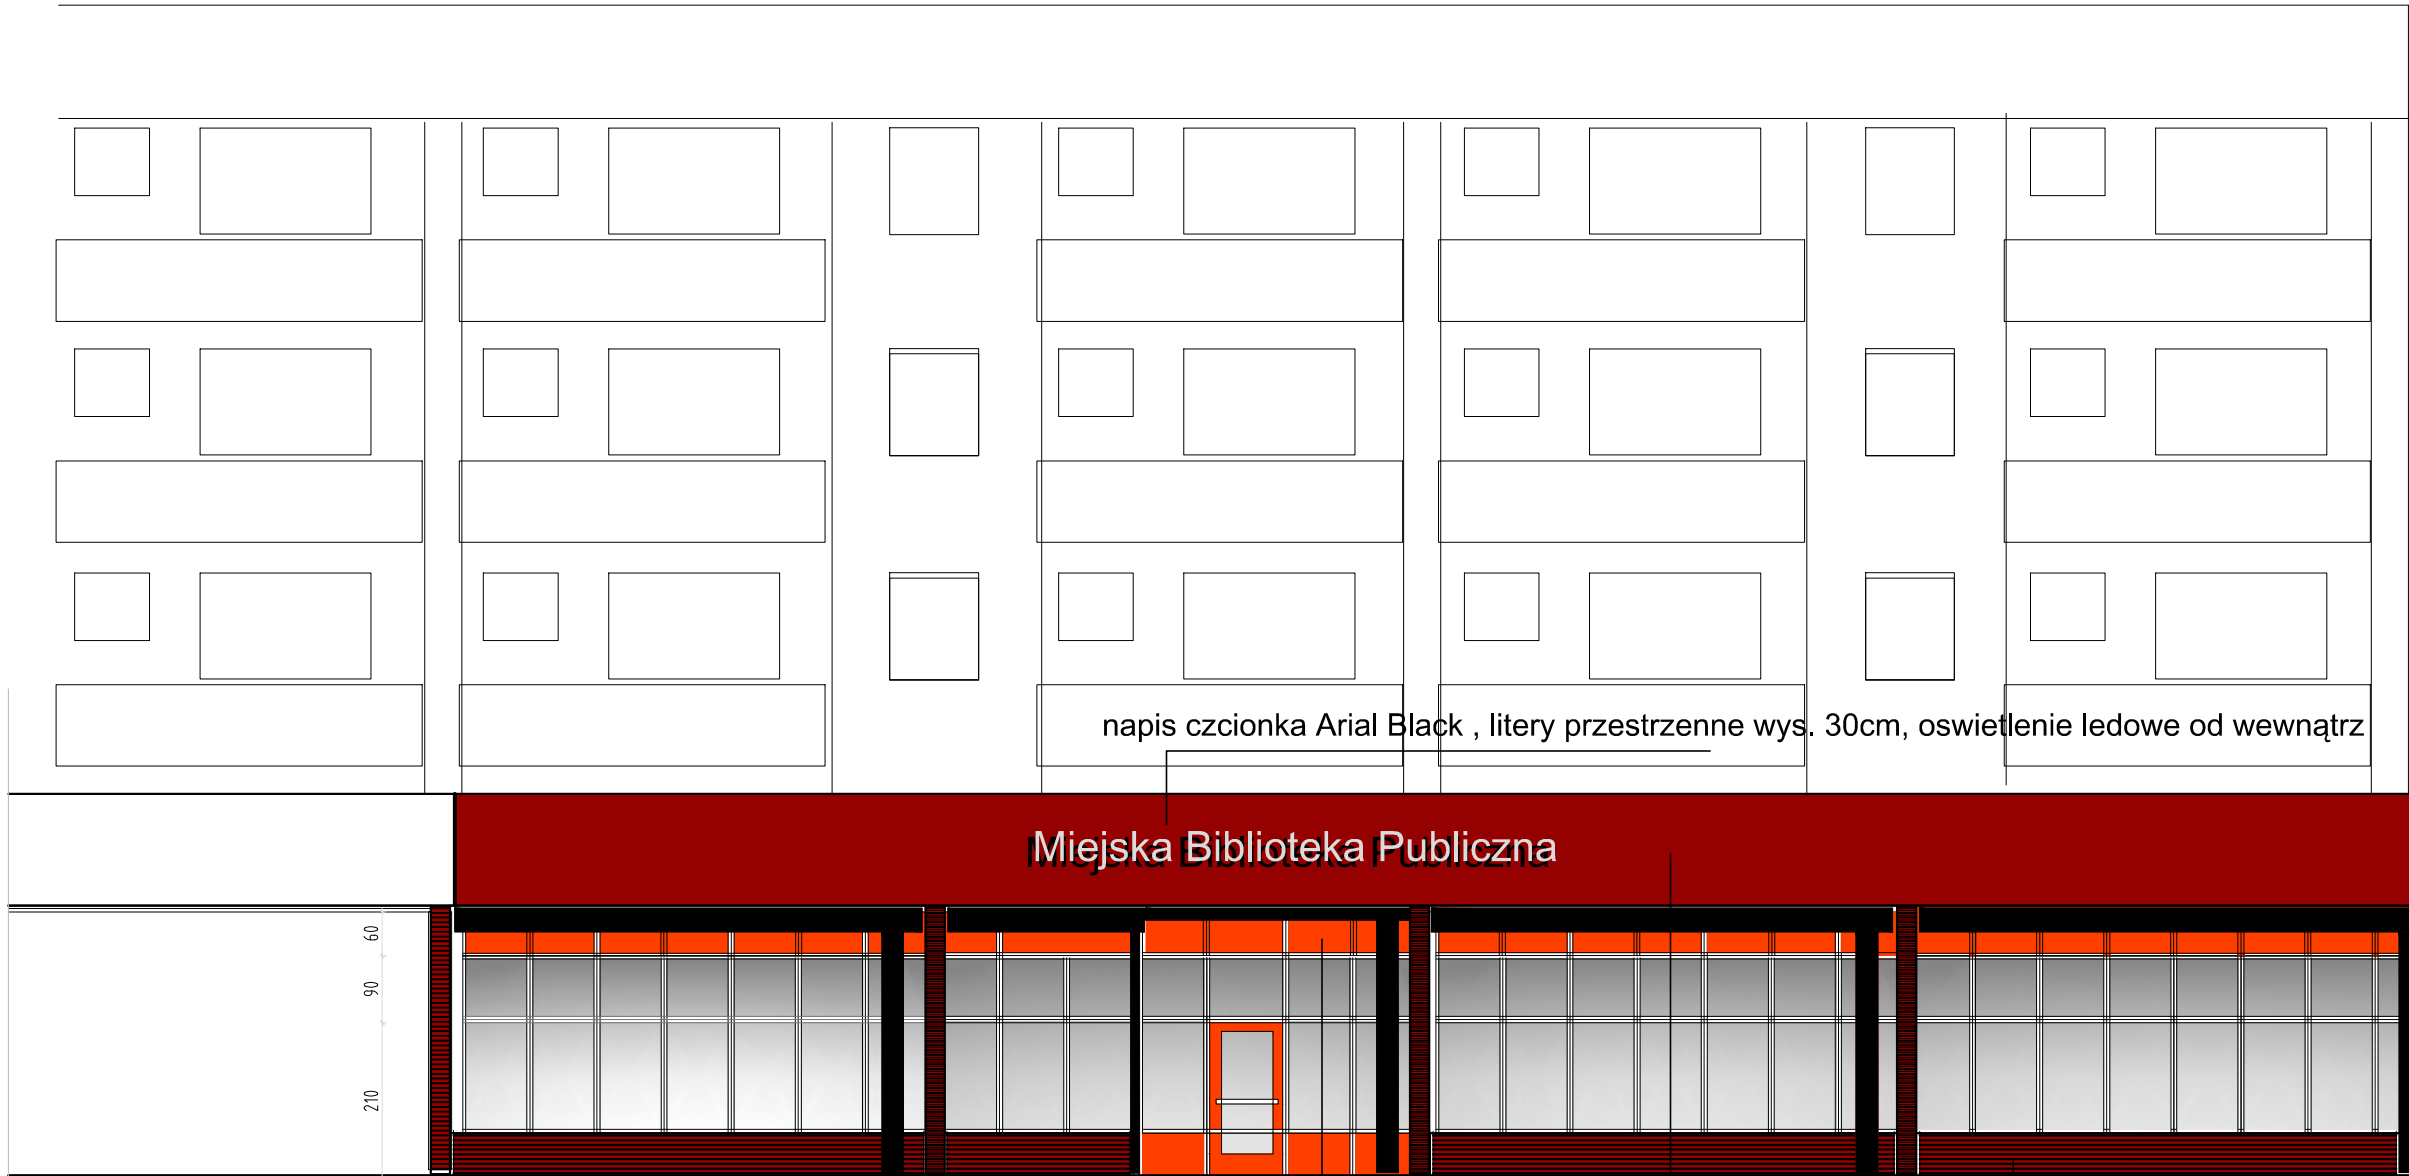 napis czcionka Arial Black , litery przestrzenne wys. 30cm, oswietlenie ledowe od wewnątrz
Miejska Biblioteka Publiczna
60
90
210